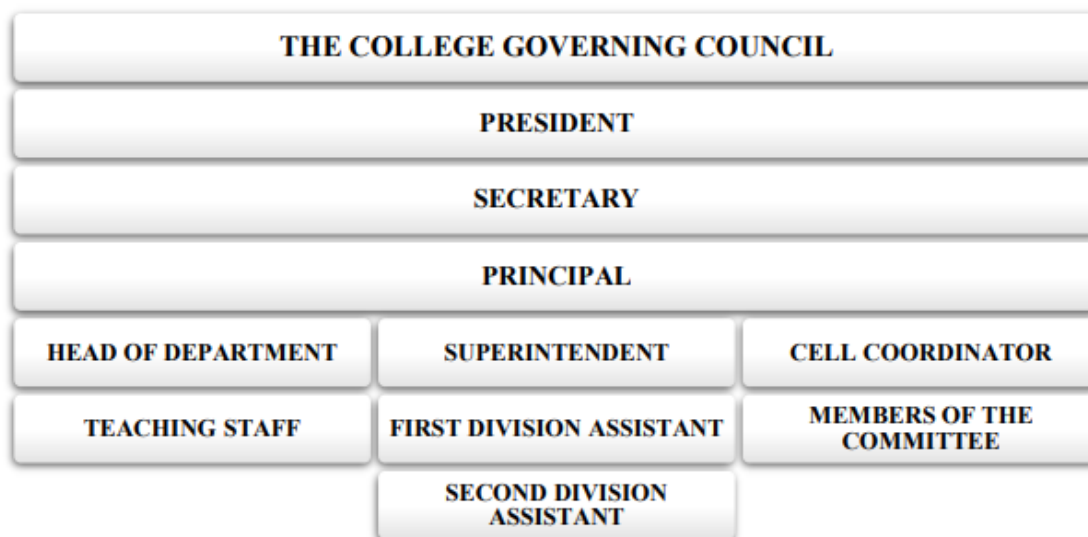 THE COLLEGE GOVERNING COUNCIL
PRESIDENT
SECRETARY
PRINCIPAL
HEAD OF DEPARTMENT
SUPERINTENDENT
CELL COORDINATOR
TEACHING STAFF
FIRST DIVISION ASSISTANT
MEMBERS OF THE
COMMITTEE
SECOND DIVISION
ASSISTANT